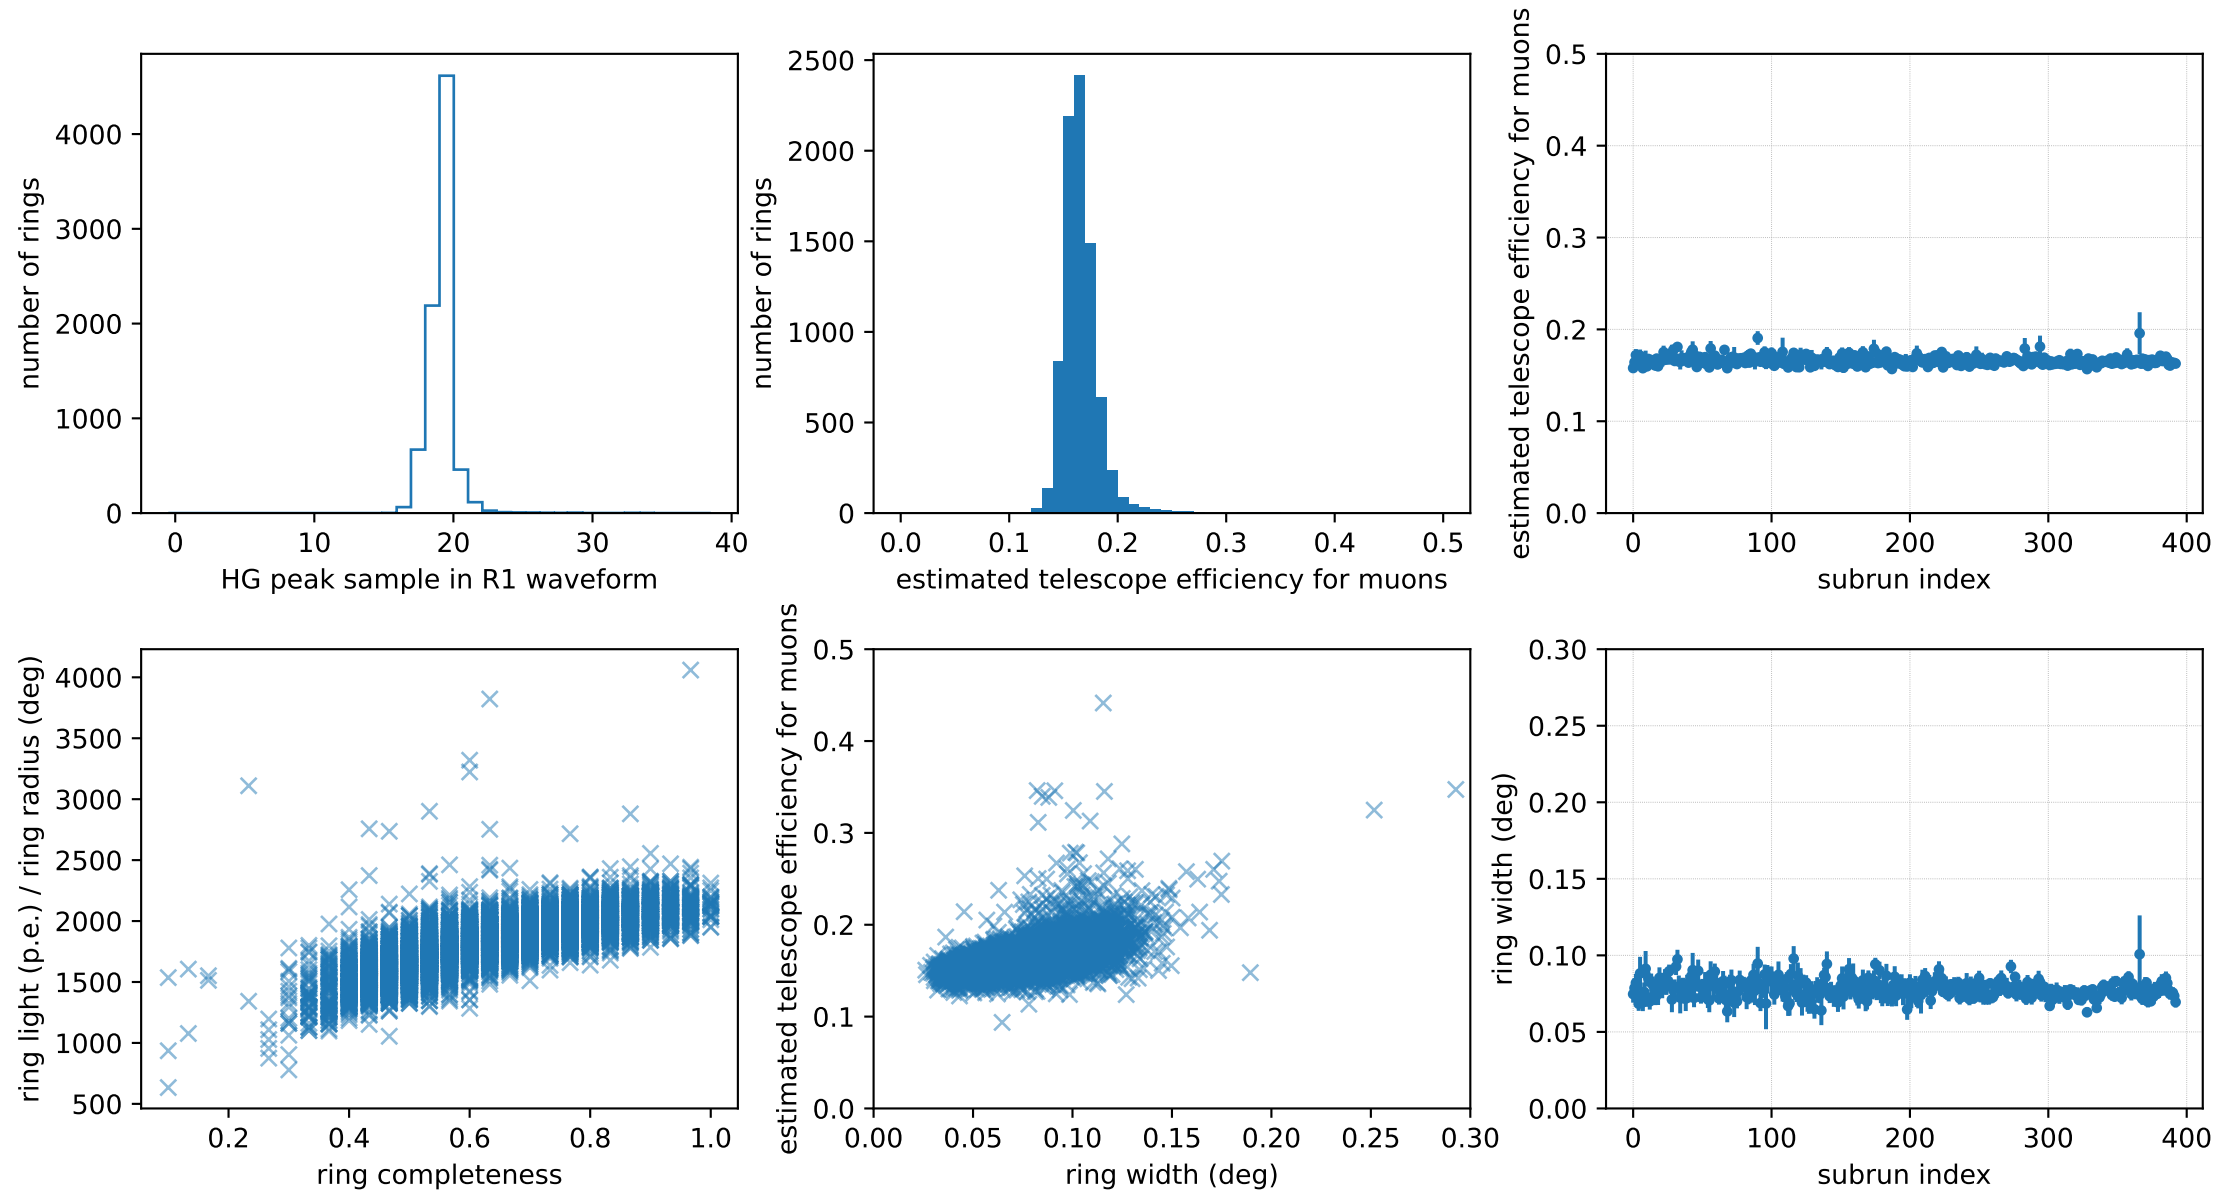 number of rings
4000
3000
2000
1000
0
0 10 20 30 40
HG peak sample in R1 waveform
number of rings
2500
2000
1500
1000
500
0
0.0 0.1 0.2 0.3 0.4 0.5
estimated telescope efficiency for muons
estimated telescope efficiency for muons
0.5
0.4
0.3
0.2
0.1
0.0
0 100 200 300 400
subrun index
ring light (p.e.) / ring radius (deg)
4000
3500
3000
2500
2000
1500
1000
500
0.2 0.4 0.6 0.8 1.0
ring completeness
estimated telescope efficiency for muons
0.5
0.4
0.3
0.2
0.1
0.0
0.00 0.05 0.10 0.15 0.20 0.25 0.30
ring width (deg)
ring width (deg)
0.30
0.25
0.20
0.15
0.10
0.05
0.00
0 100 200 300 400
subrun index